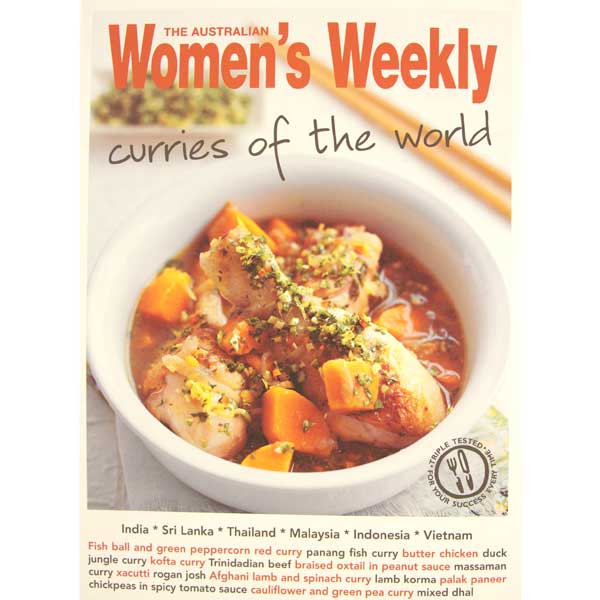 THE AUSTRALIAN
Women's Weekly
curries of the world
TRIPLE TESTED • TIME
FOR YOUR SUCCESS EVERY
India * Sri Lanka * Thailand * Malaysia * Indonesia * Vietnam
Fish ball and green peppercorn red curry panang fish curry butter chicken duck
jungle curry kofta curry Trinidadian beef braised oxtail in peanut sauce massaman
curry xacutti rogan josh Afghani lamb and spinach curry lamb korma palak paneer
chickpeas in spicy tomato sauce cauliflower and green pea curry mixed dhal